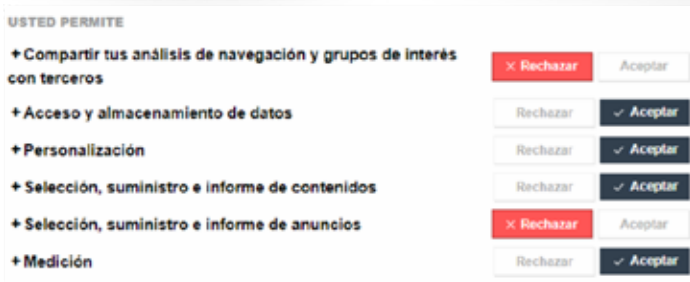 USTED PERMITE
+ Compartir tus análisis de navegación y grupos de interés
con terceros
× Rechazar Aceptar
+ Acceso y almacenamiento de datos Rechazar ✓ Aceptar
+ Personalización Rechazar ✓ Aceptar
+ Selección, suministro e informe de contenidos Rechazar ✓ Aceptar
+ Selección, suministro e informe de anuncios × Rechazar Aceptar
+ Medición Rechazar ✓ Aceptar